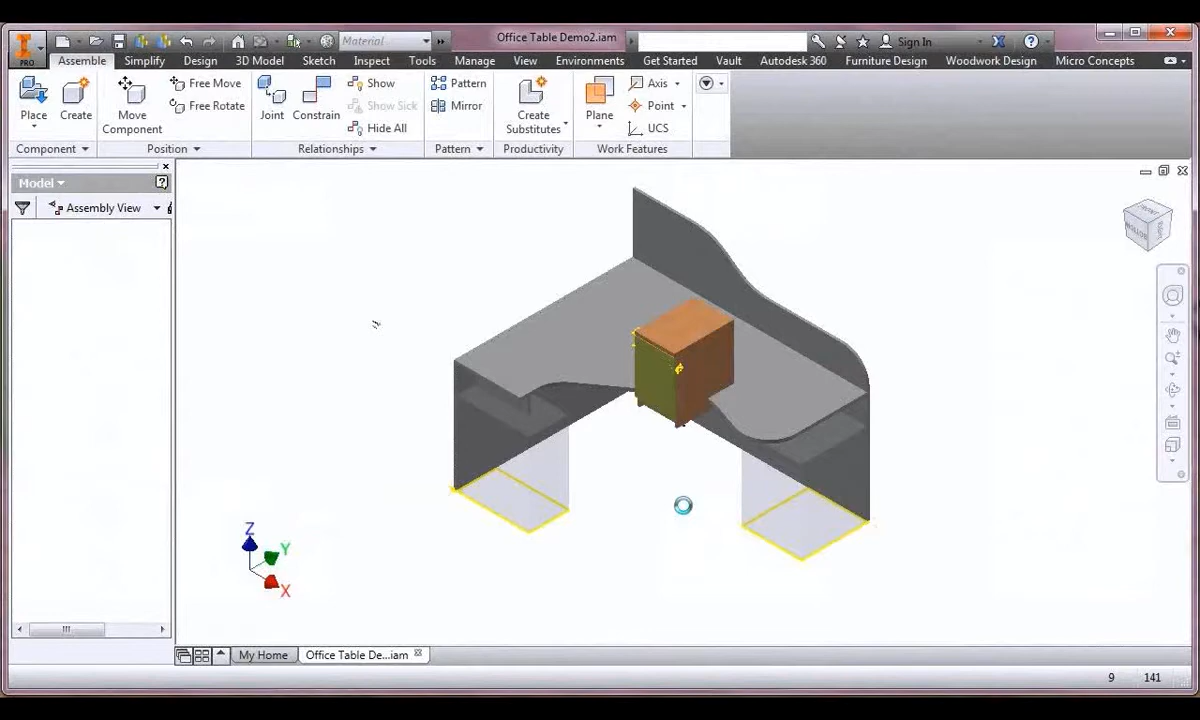 PRO
Material
Office Table Demo2.iam
Sign In
Assemble Simplify Design 3D Model Sketch Inspect Tools Manage View Environments Get Started Vault Autodesk 360 Furniture Design Woodwork Design Micro Concepts
Place Create Move Component Free Move Free Rotate Joint Constrain Show Show Sick Hide All Pattern Mirror Create Substitutes Plane Axis Point UCS
Component Position Relationships Pattern Productivity Work Features
Model
Assembly View
BOTTOM
Z
Y
X
My Home Office Table De...iam
9 141